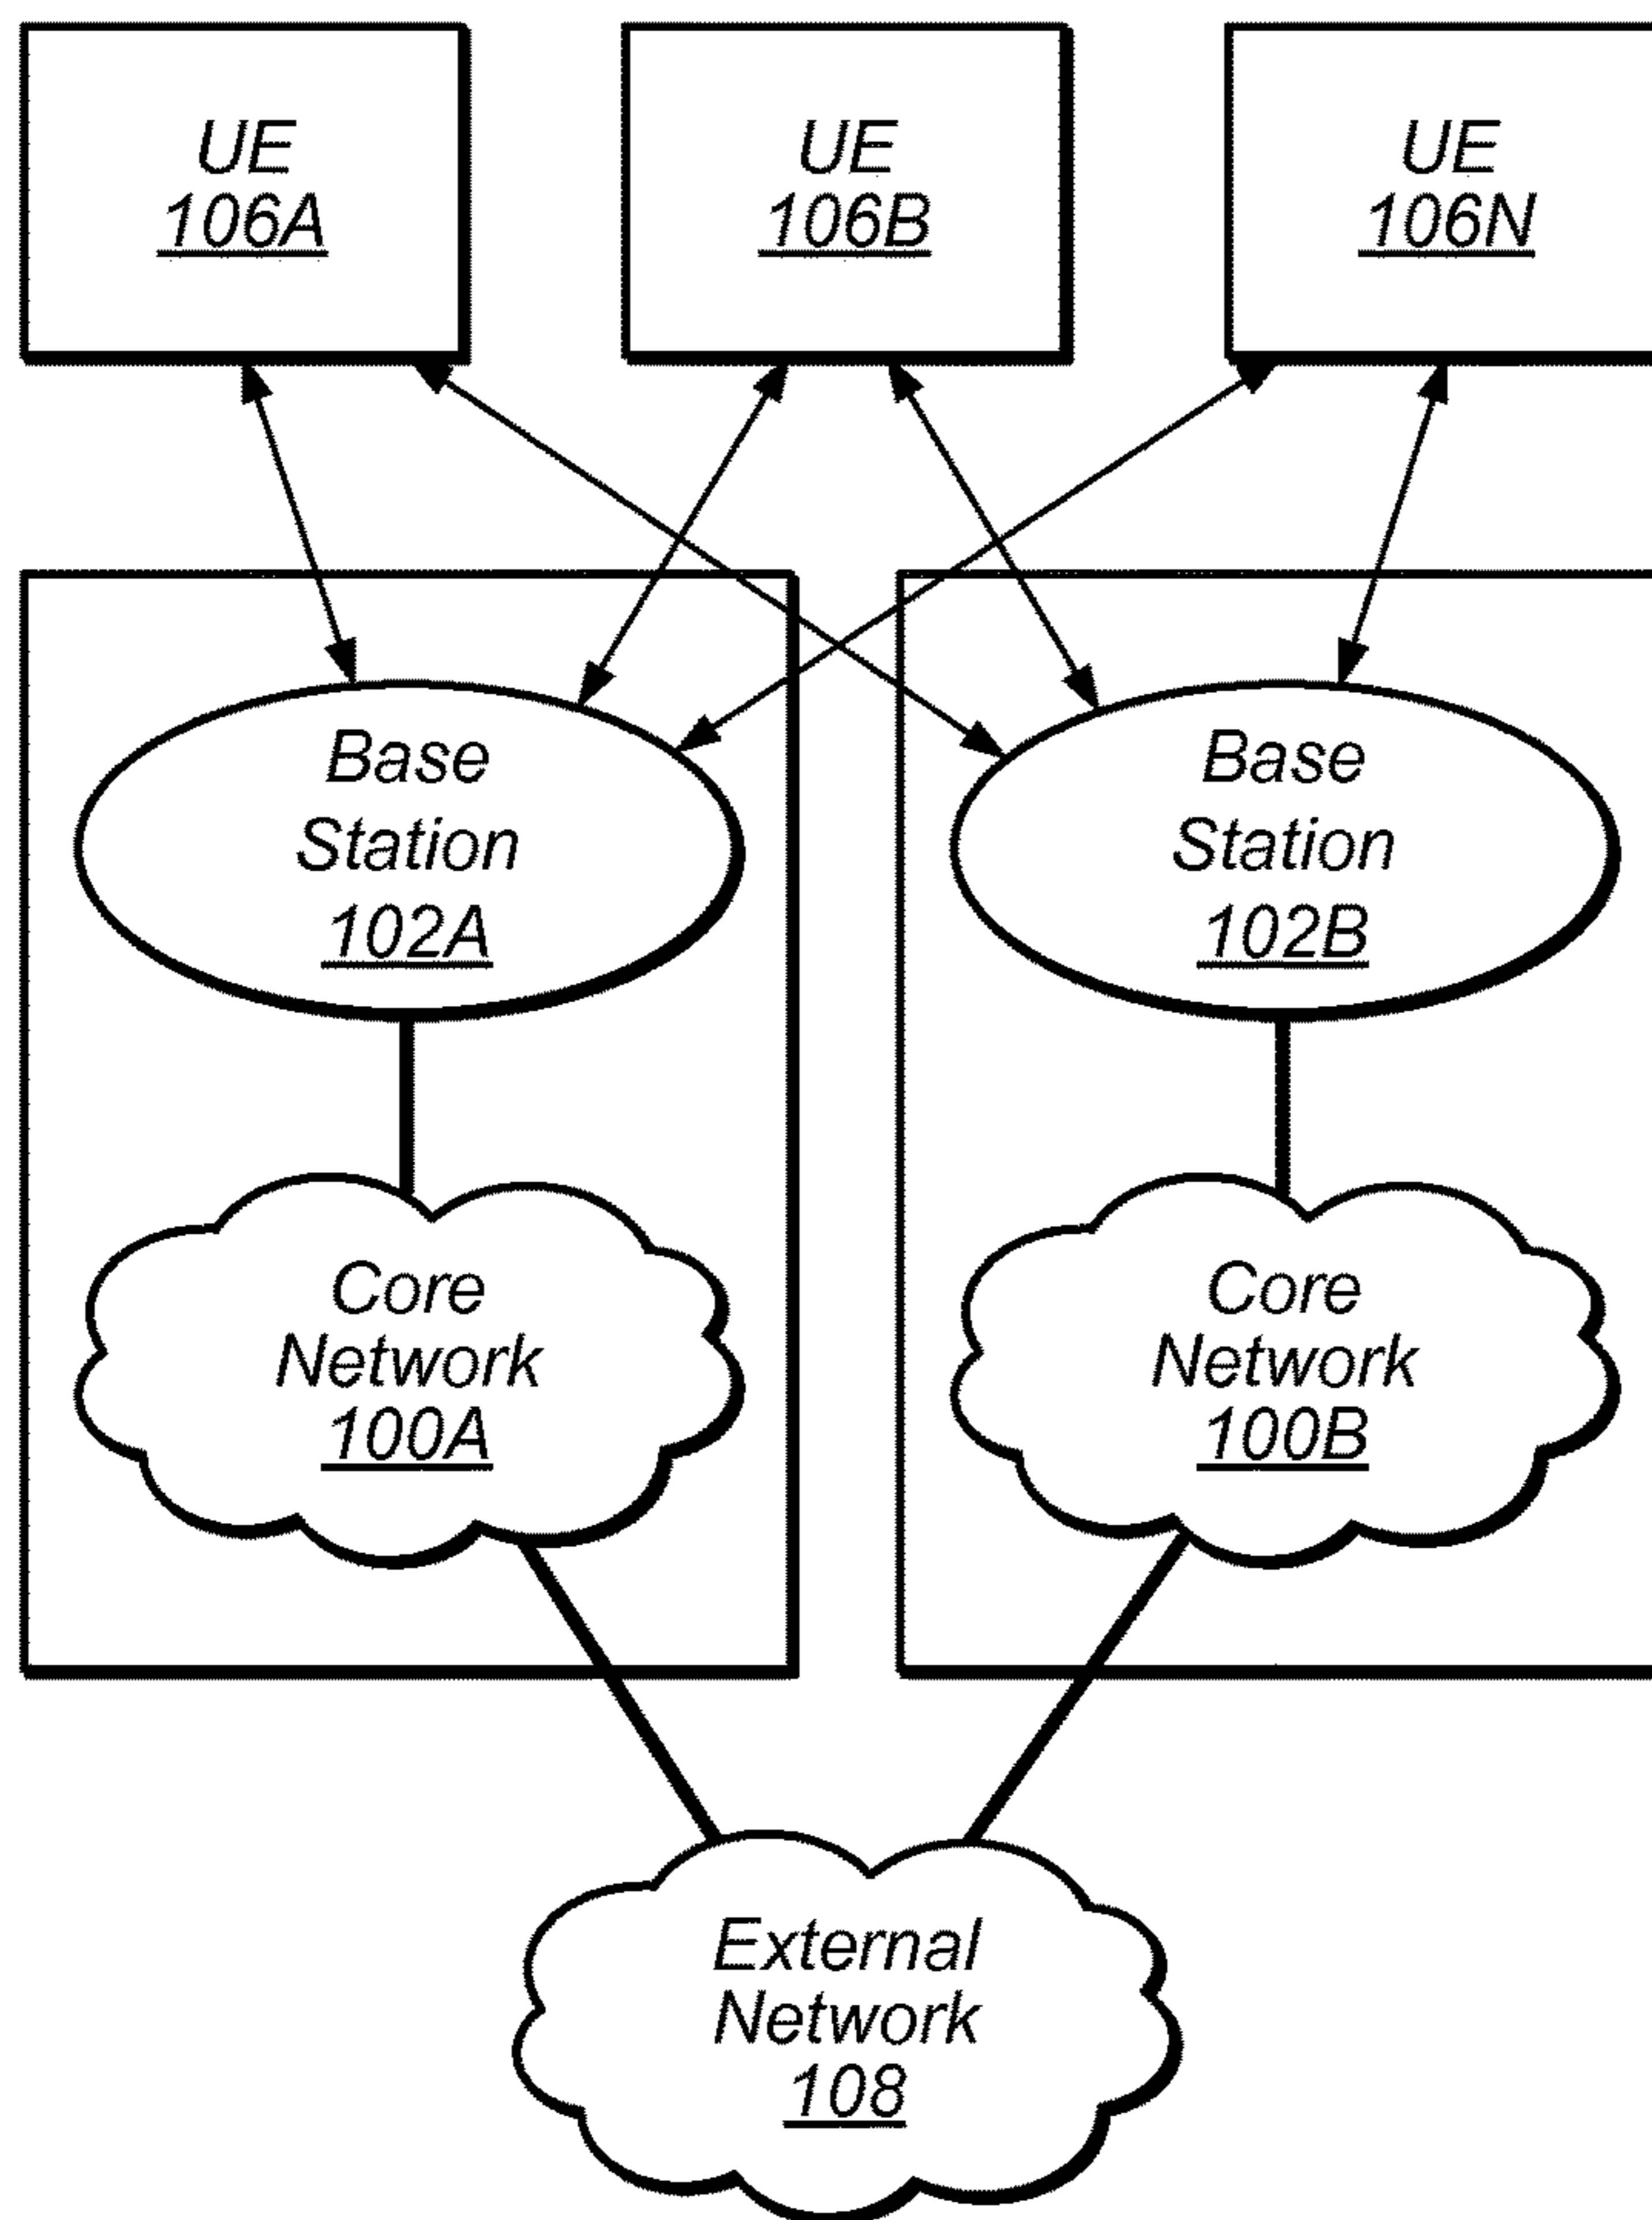 UE
106A
UE
106B
UE
106N
Base
Station
102A
Base
Station
102B
Core
Network
100A
Core
Network
100B
External
Network
108